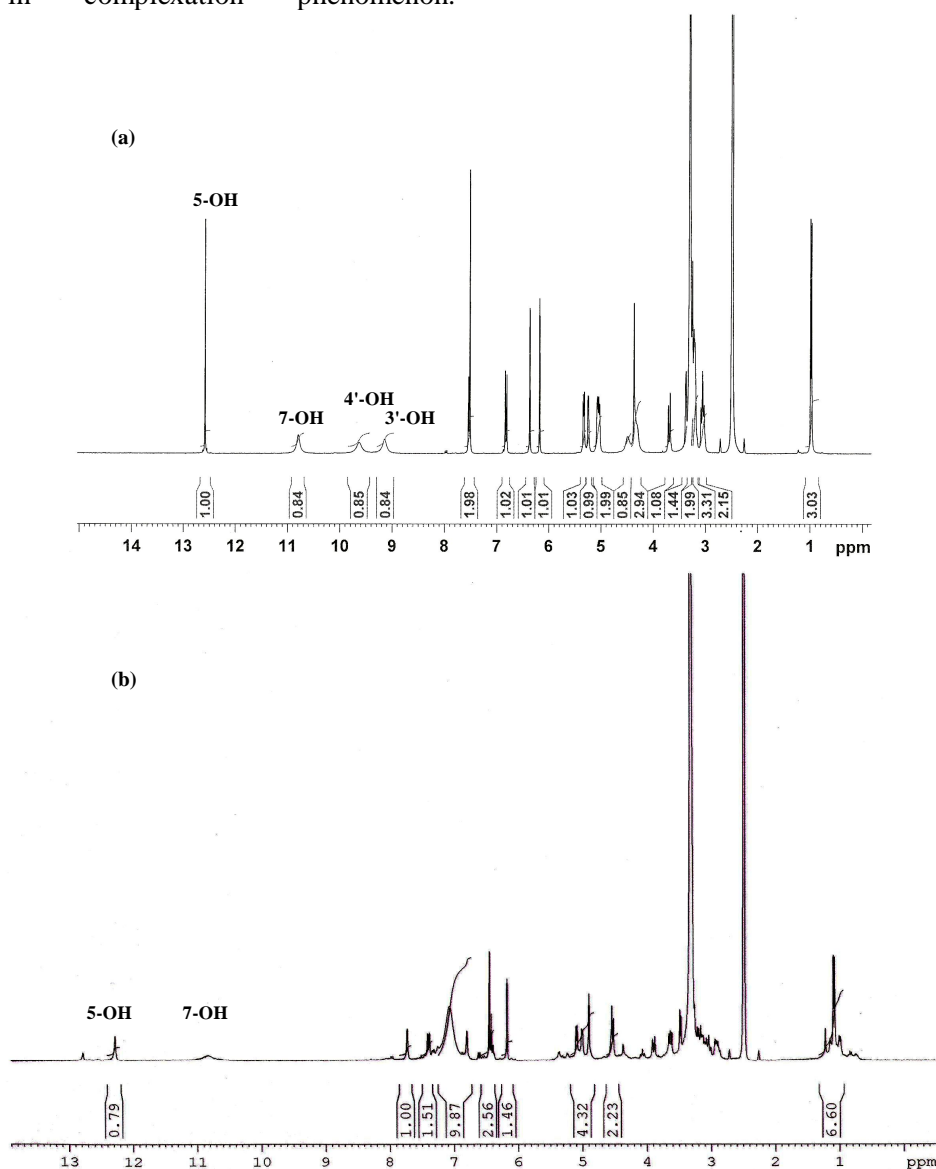 in complexation phenomenon.
(a)
5-OH
7-OH
4'-OH
3'-OH
1.00
0.84
0.85
0.84
1.98
1.02
1.01
1.01
1.03
0.99
1.99
0.85
2.94
1.08
1.44
1.99
3.31
2.15
3.03
14 13 12 11 10 9 8 7 6 5 4 3 2 1 ppm
(b)
5-OH
7-OH
0.79
1.00
1.51
9.87
2.56
1.46
4.32
2.23
6.60
13 12 11 10 9 8 7 6 5 4 3 2 1 ppm